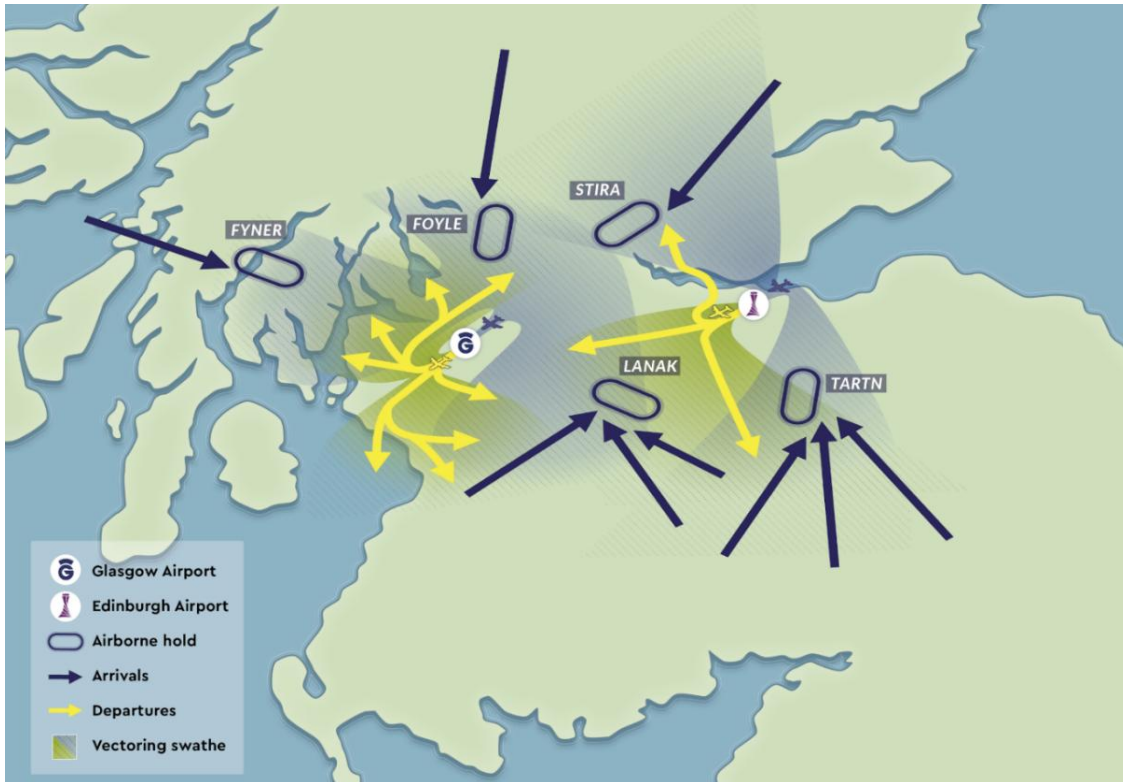 STIRA
FOYLE
FYNER
G
LANAK
TARTN
G
Glasgow Airport
Edinburgh Airport
Airborne hold
Arrivals
Departures
Vectoring swathe